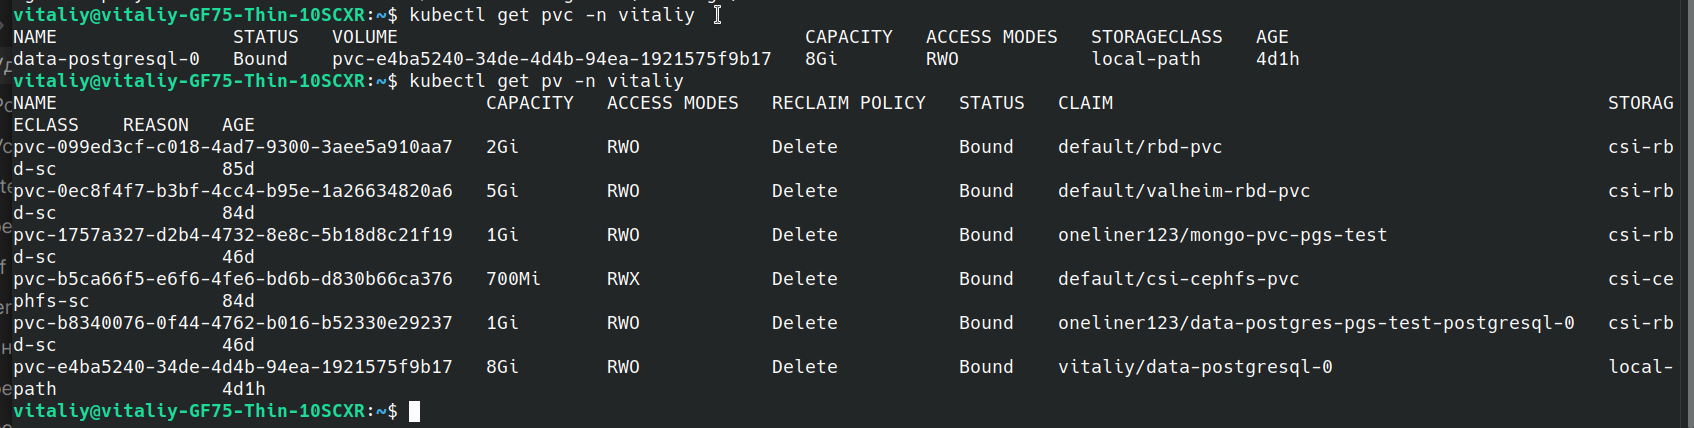 vitaliy@vitaliy-GF75-Thin-10SCXR:~$ kubectl get pvc -n vitaliy
NAME STATUS VOLUME CAPACITY ACCESS MODES STORAGECLASS AGE
data-postgresql-0 Bound pvc-e4ba5240-34de-4d4b-94ea-1921575f9b17 8Gi RWO local-path 4d1h
vitaliy@vitaliy-GF75-Thin-10SCXR:~$ kubectl get pv -n vitaliy
NAME CAPACITY ACCESS MODES RECLAIM POLICY STATUS CLAIM STORAG
ECLASS REASON AGE
pvc-099ed3cf-c018-4ad7-9300-3aee5a910aa7 2Gi RWO Delete Bound default/rbd-pvc csi-rb
d-sc 85d
pvc-0ec8f4f7-b3bf-4cc4-b95e-1a26634820a6 5Gi RWO Delete Bound default/valheim-rbd-pvc csi-rb
d-sc 84d
pvc-1757a327-d2b4-4732-8e8c-5b18d8c21f19 1Gi RWO Delete Bound oneliner123/mongo-pvc-pgs-test csi-rb
d-sc 46d
pvc-b5ca66f5-e6f6-4fe6-bd6b-d830b66ca376 700Mi RWX Delete Bound default/csi-cephfs-pvc csi-ce
phfs-sc 84d
pvc-b8340076-0f44-4762-b016-b52330e29237 1Gi RWO Delete Bound oneliner123/data-postgres-pgs-test-postgresql-0 csi-rb
d-sc 46d
pvc-e4ba5240-34de-4d4b-94ea-1921575f9b17 8Gi RWO Delete Bound vitaliy/data-postgresql-0 local-
path 4d1h
vitaliy@vitaliy-GF75-Thin-10SCXR:~$